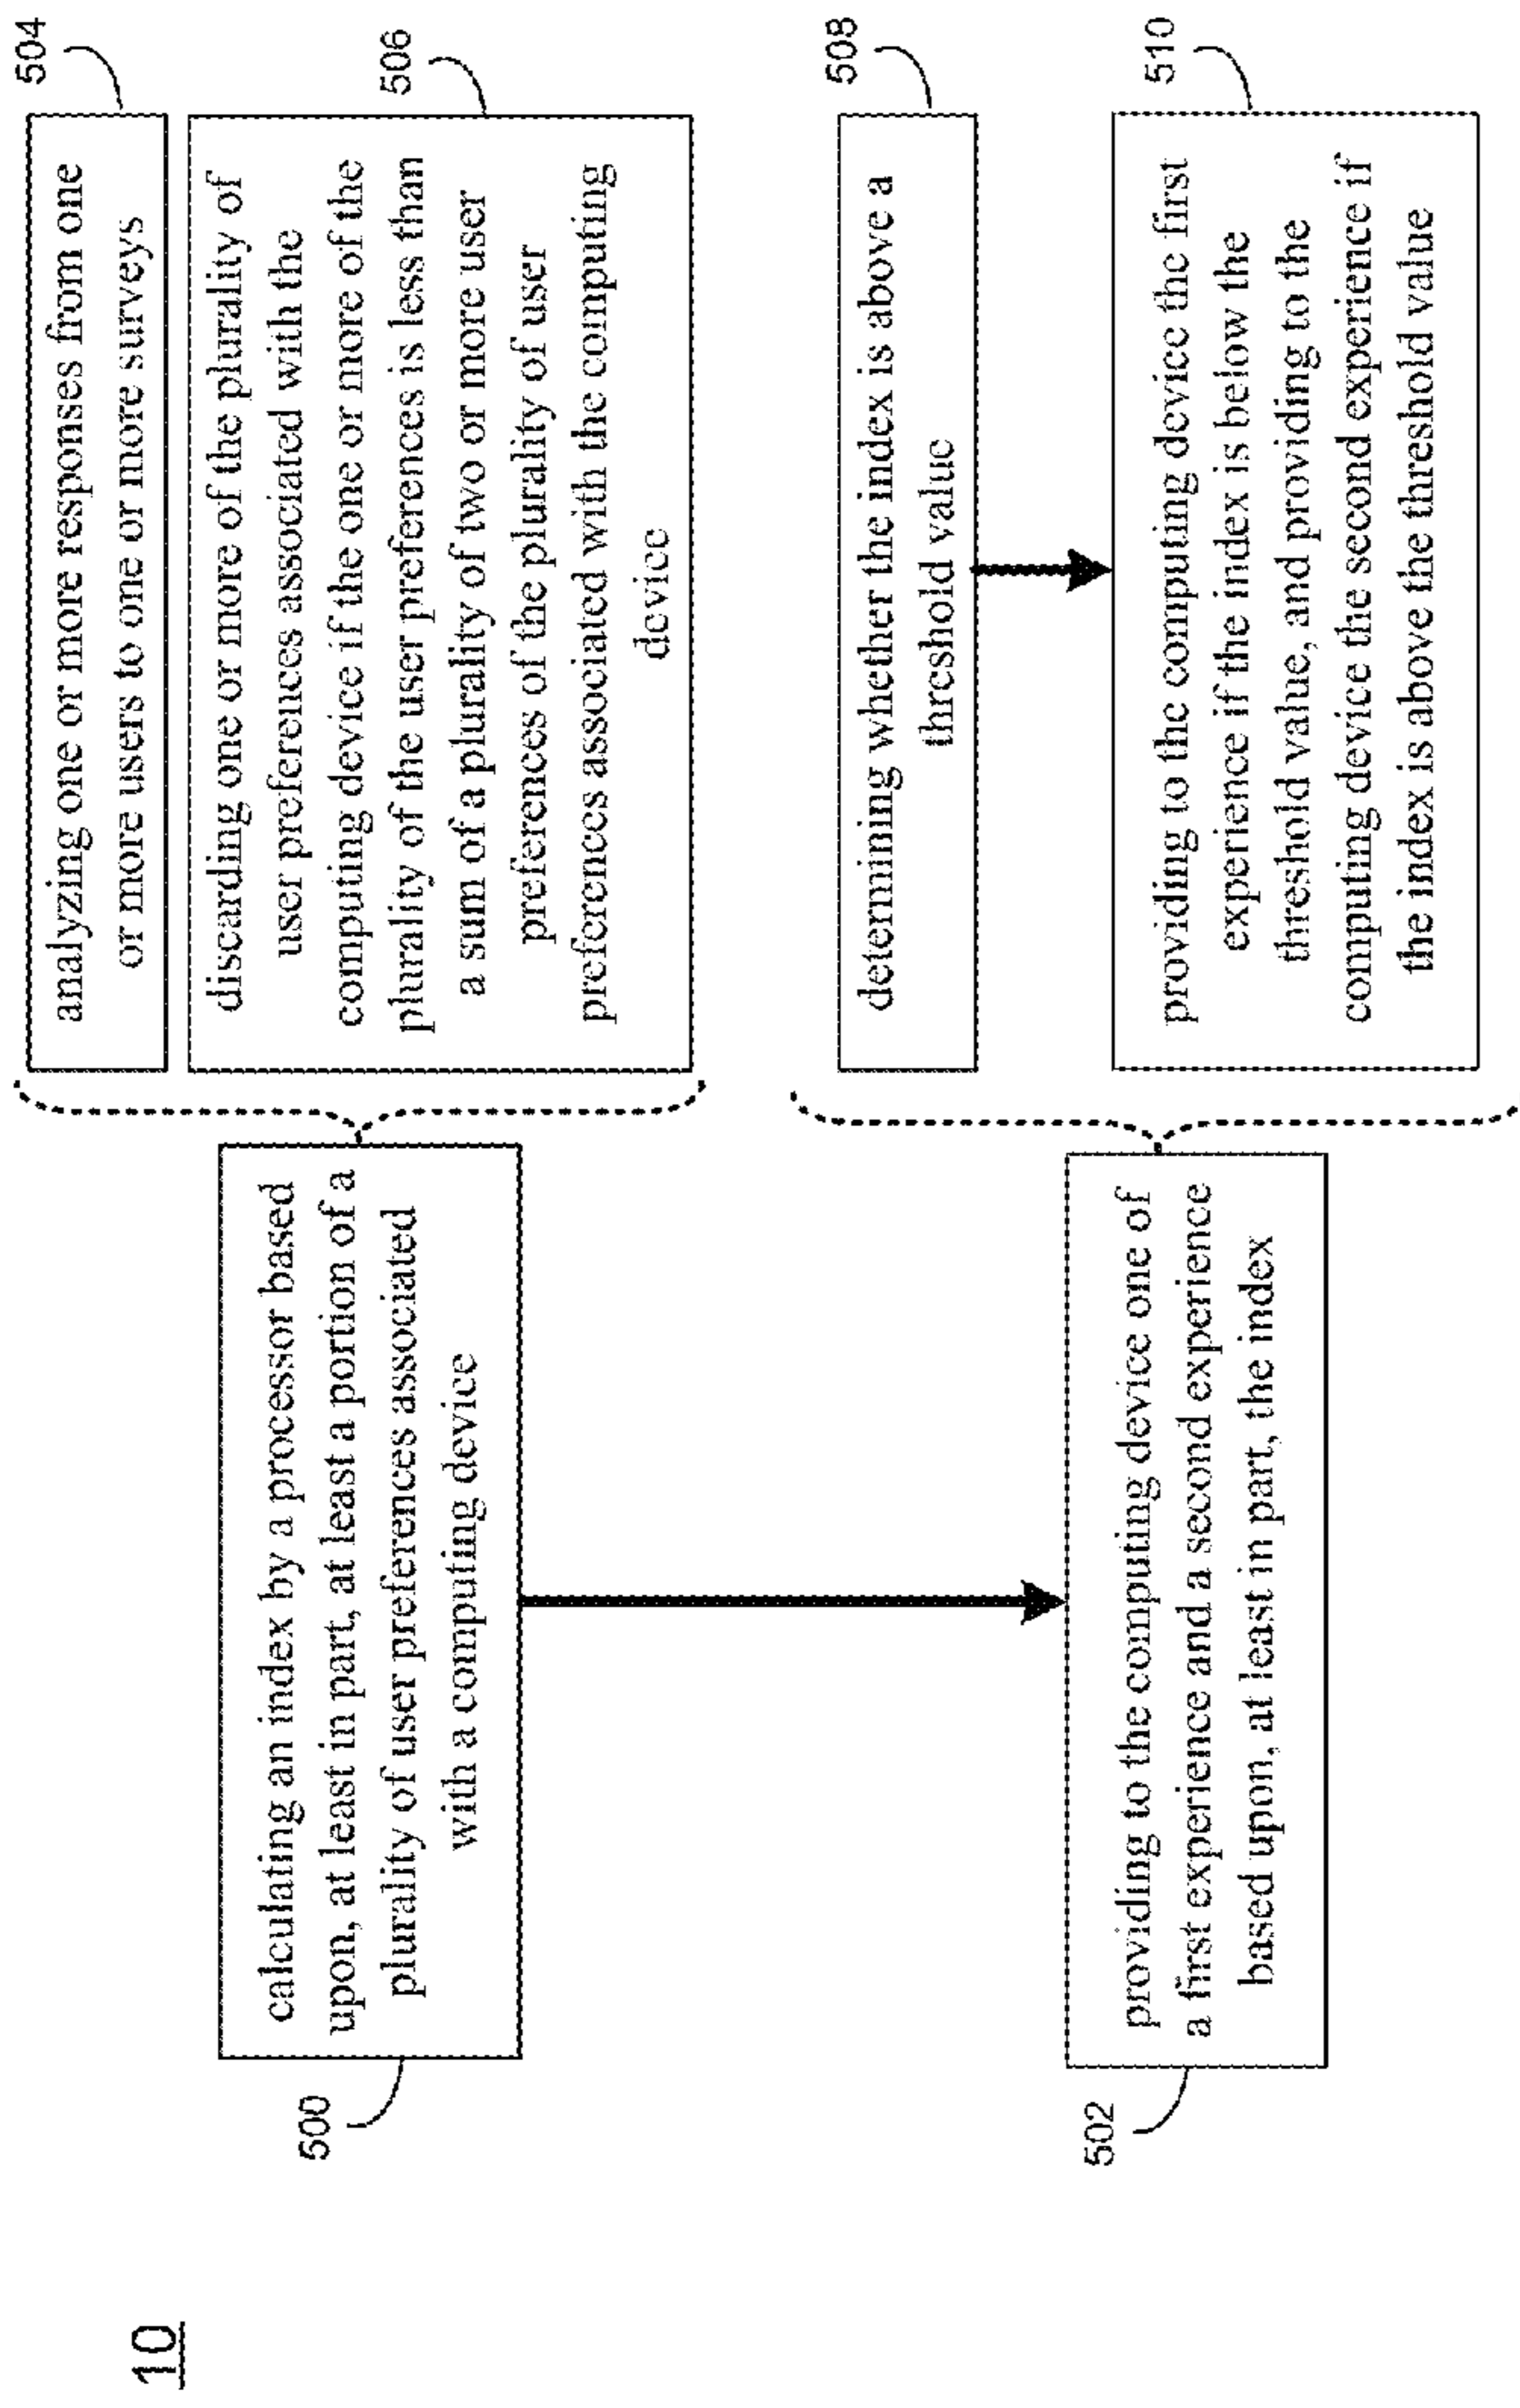 10
500
calculating an index by a processor based
upon, at least in part, at least a portion of a
plurality of user preferences associated
with a computing device
504
analyzing one or more responses from one
or more users to one or more surveys
506
discarding one or more of the plurality of
user preferences associated with the
computing device if the one or more of the
plurality of the user preferences is less than
a sum of a plurality of two or more user
preferences of the plurality of user
preferences associated with the computing
device
502
providing to the computing device one of
a first experience and a second experience
based upon, at least in part, the index
508
determining whether the index is above a
threshold value
510
providing to the computing device the first
experience if the index is below the
threshold value, and providing to the
computing device the second experience if
the index is above the threshold value